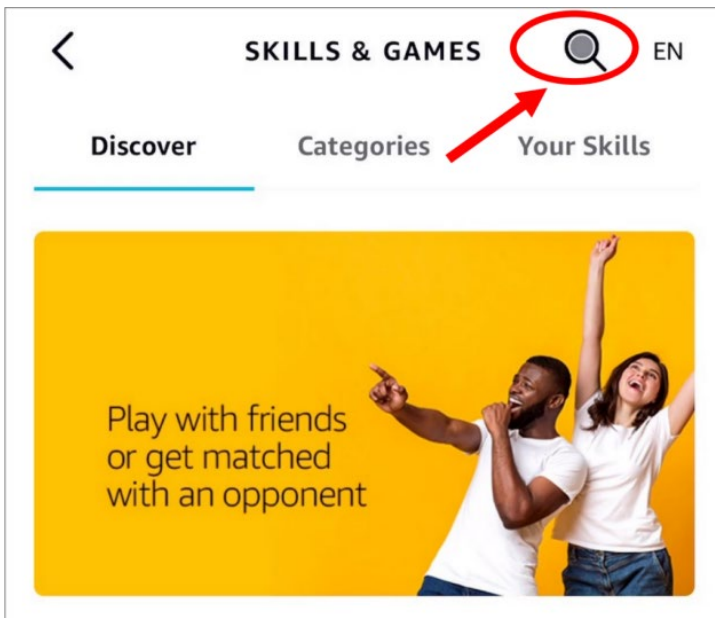 SKILLS & GAMES EN
Discover Categories Your Skills
Play with friends
or get matched
with an opponent